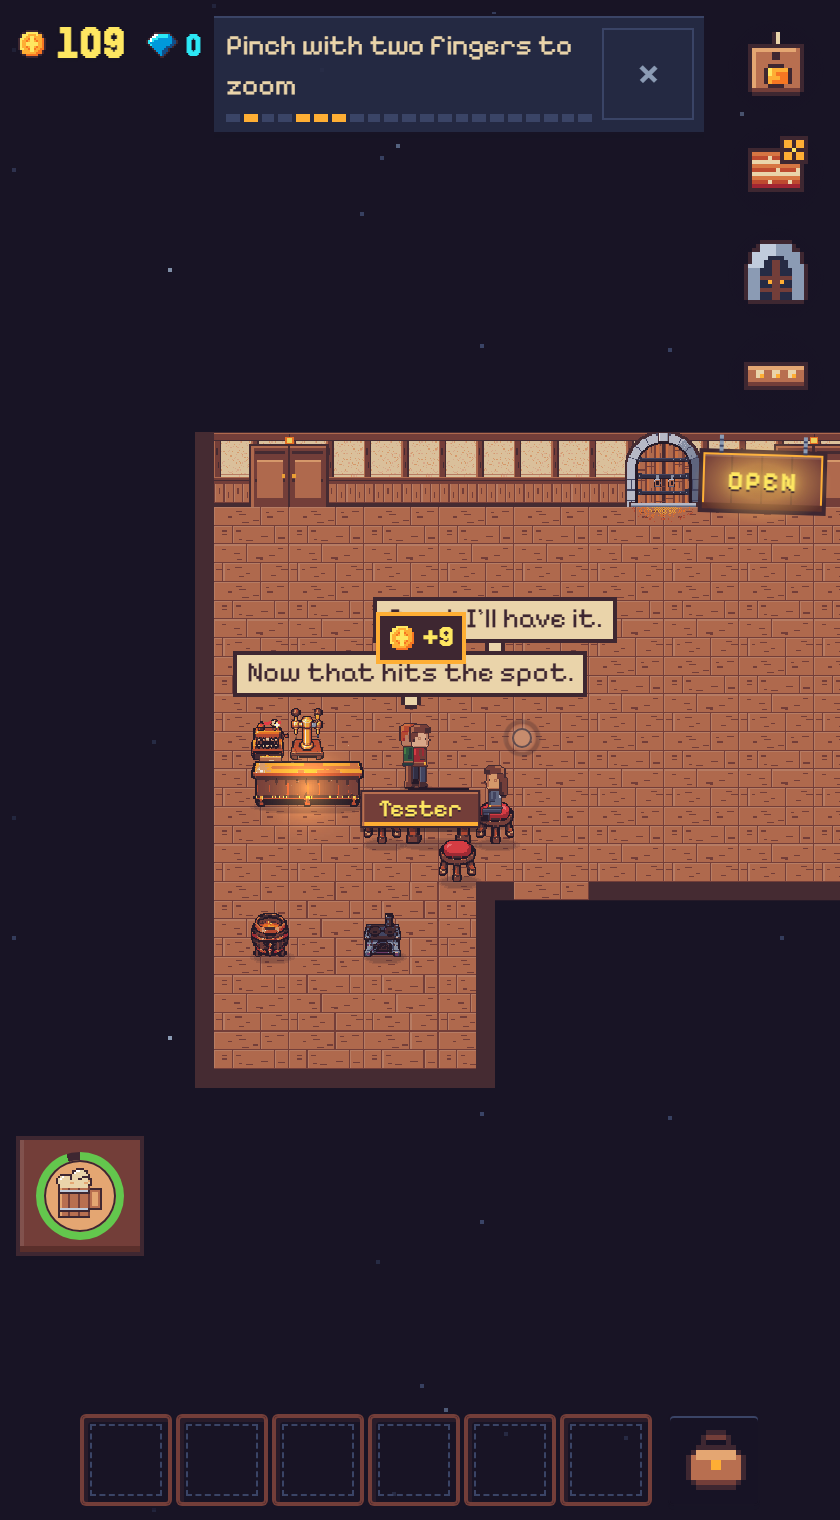 109
0
Pinch with two fingers to
zoom
×
OPEN
I'll have it.
+9
Now that hits the spot.
Tester